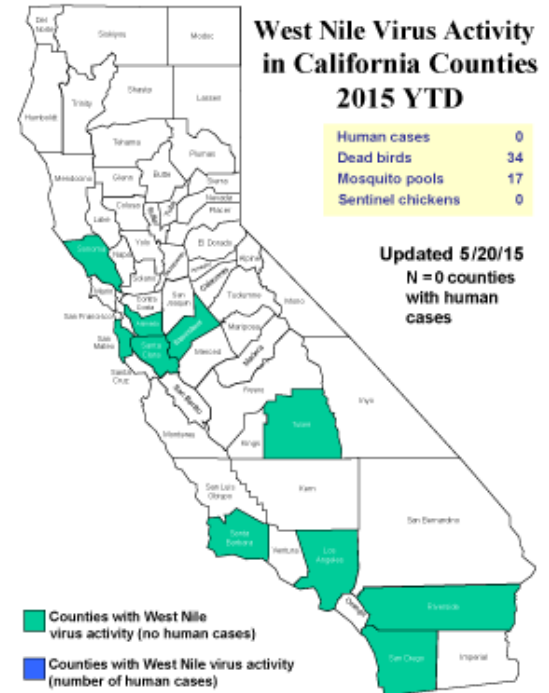 West Nile Virus Activity
in California Counties
2015 YTD
Human cases 0
Dead birds 34
Mosquito pools 17
Sentinel chickens 0
Updated 5/20/15
N = 0 counties
with human
cases
Del
Norte
Siskiyou
Modoc
Humboldt
Trinity
Shasta
Lassen
Tehama
Plumas
Mendocino
Glenn
Butte
Sierra
Nevada
Placer
Colusa
Lake
El Dorado
Sonoma
Napa
Yolo
Alpine
Solano
Calaveras
Marin
Contra
Costa
San
Joaquin
Tuolumne
San Francisco
Alameda
Stanislaus
Mariposa
San
Mateo
Santa
Clara
Merced
Madera
Santa
Cruz
San Benito
Fresno
Inyo
Monterey
Kings
San Luis
Obispo
Kern
San Bernardino
Santa
Barbara
Ventura
Los
Angeles
Orange
Riverside
San Diego
Imperial
Counties with West Nile
virus activity (no human cases)
Counties with West Nile virus activity
(number of human cases)